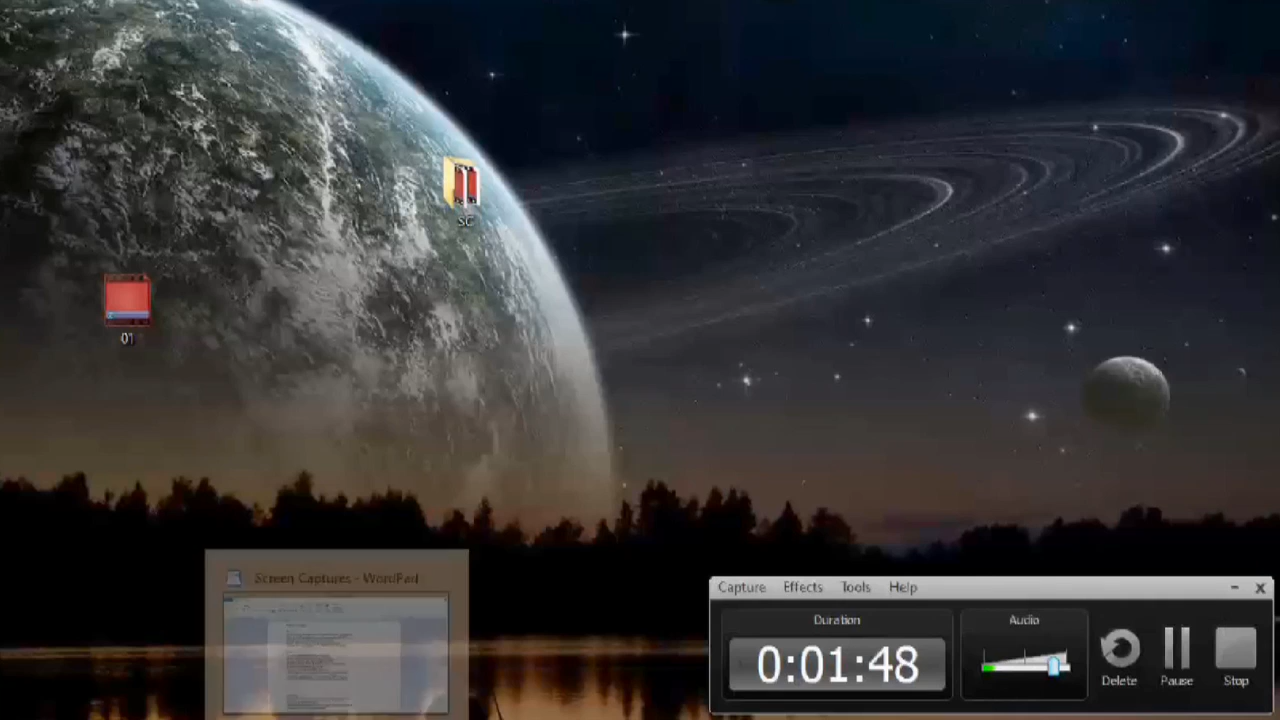 SC
01
Screen Captures - WordPad
Capture Effects Tools Help
Duration
Audio
0:01:48
Delete Pause Stop